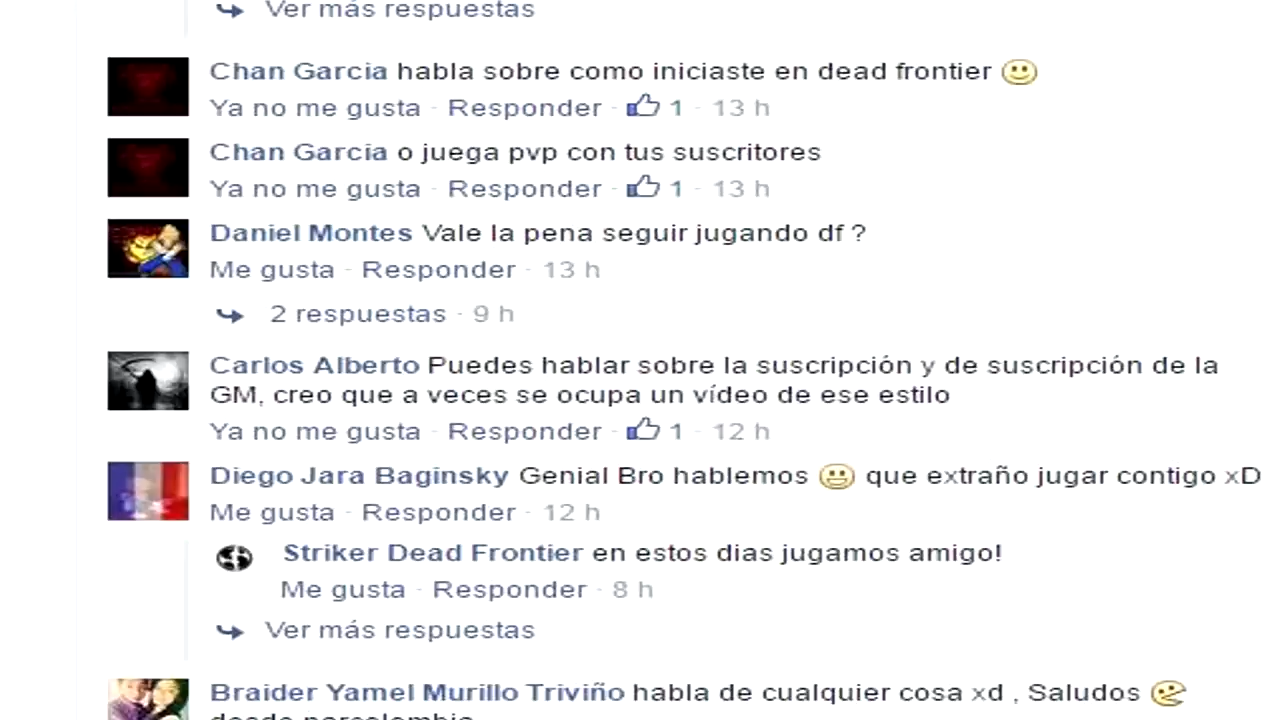 Ver más respuestas
Chan Garcia habla sobre como iniciaste en dead frontier
Ya no me gusta · Responder · 1 · 13 h
Chan Garcia o juega pvp con tus suscritores
Ya no me gusta · Responder · 1 · 13 h
Daniel Montes Vale la pena seguir jugando df ?
Me gusta · Responder · 13 h
2 respuestas · 9 h
Carlos Alberto Puedes hablar sobre la suscripción y de suscripción de la
GM, creo que a veces se ocupa un vídeo de ese estilo
Ya no me gusta · Responder · 1 · 12 h
Diego Jara Baginsky Genial Bro hablemos que extraño jugar contigo xD
Me gusta · Responder · 12 h
Striker Dead Frontier en estos dias jugamos amigo!
Me gusta · Responder · 8 h
Ver más respuestas
Braider Yamel Murillo Triviño habla de cualquier cosa xd , Saludos
desde parcolombia